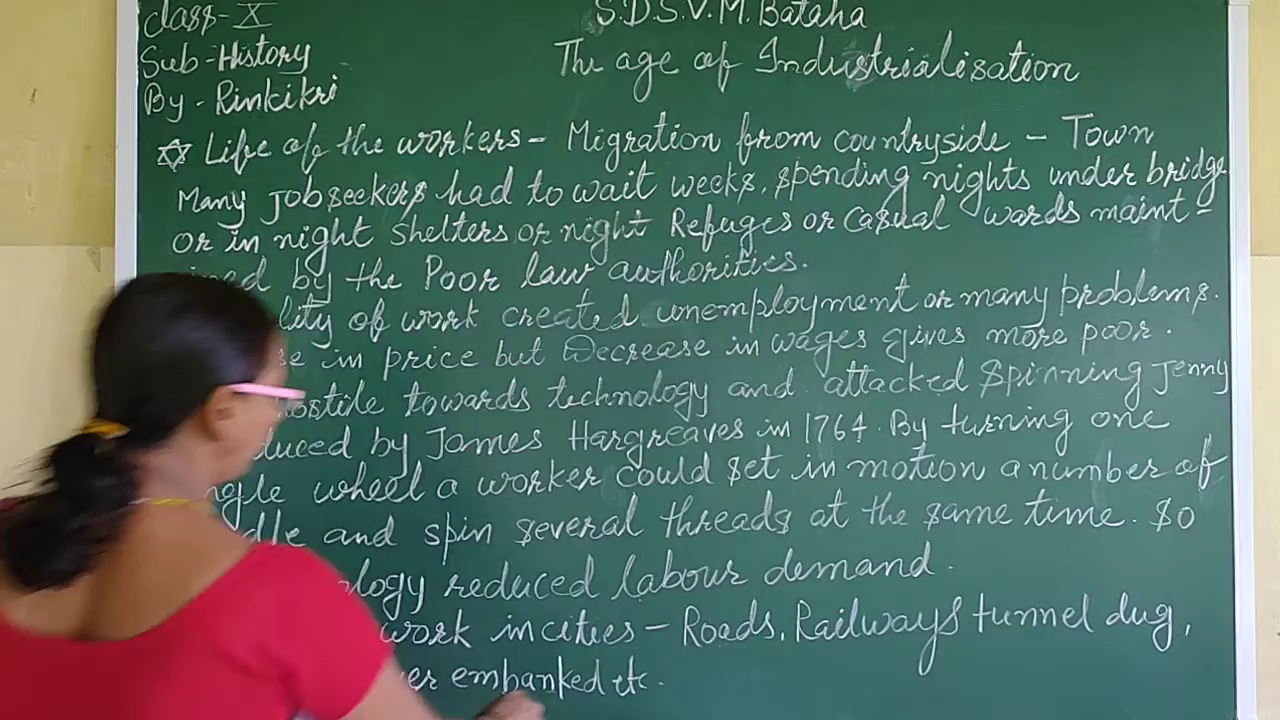 S.D.S.V.M. Bataha
Class - X
Sub - History
By - Rinkikri
The age of Industrialisation
Life of the workers - Migration from countryside - Town
Many jobseekers had to wait weeks, spending nights under bridge
or in night shelters or night Refuges or casual wards maint-
ined by the Poor law authorities.
lity of work created unemployment or many problems.
se in price but Decrease in wages gives more poor.
ostile towards technology and attacked spinning Jenny
duced by James Hargreaves in 1764. By turning one
ngle wheel a worker could set in motion a number of
dle and spin several threads at the same time. So
ology reduced labour demand.
work in cities - Roads, Railways tunnel dug,
er embanked etc.